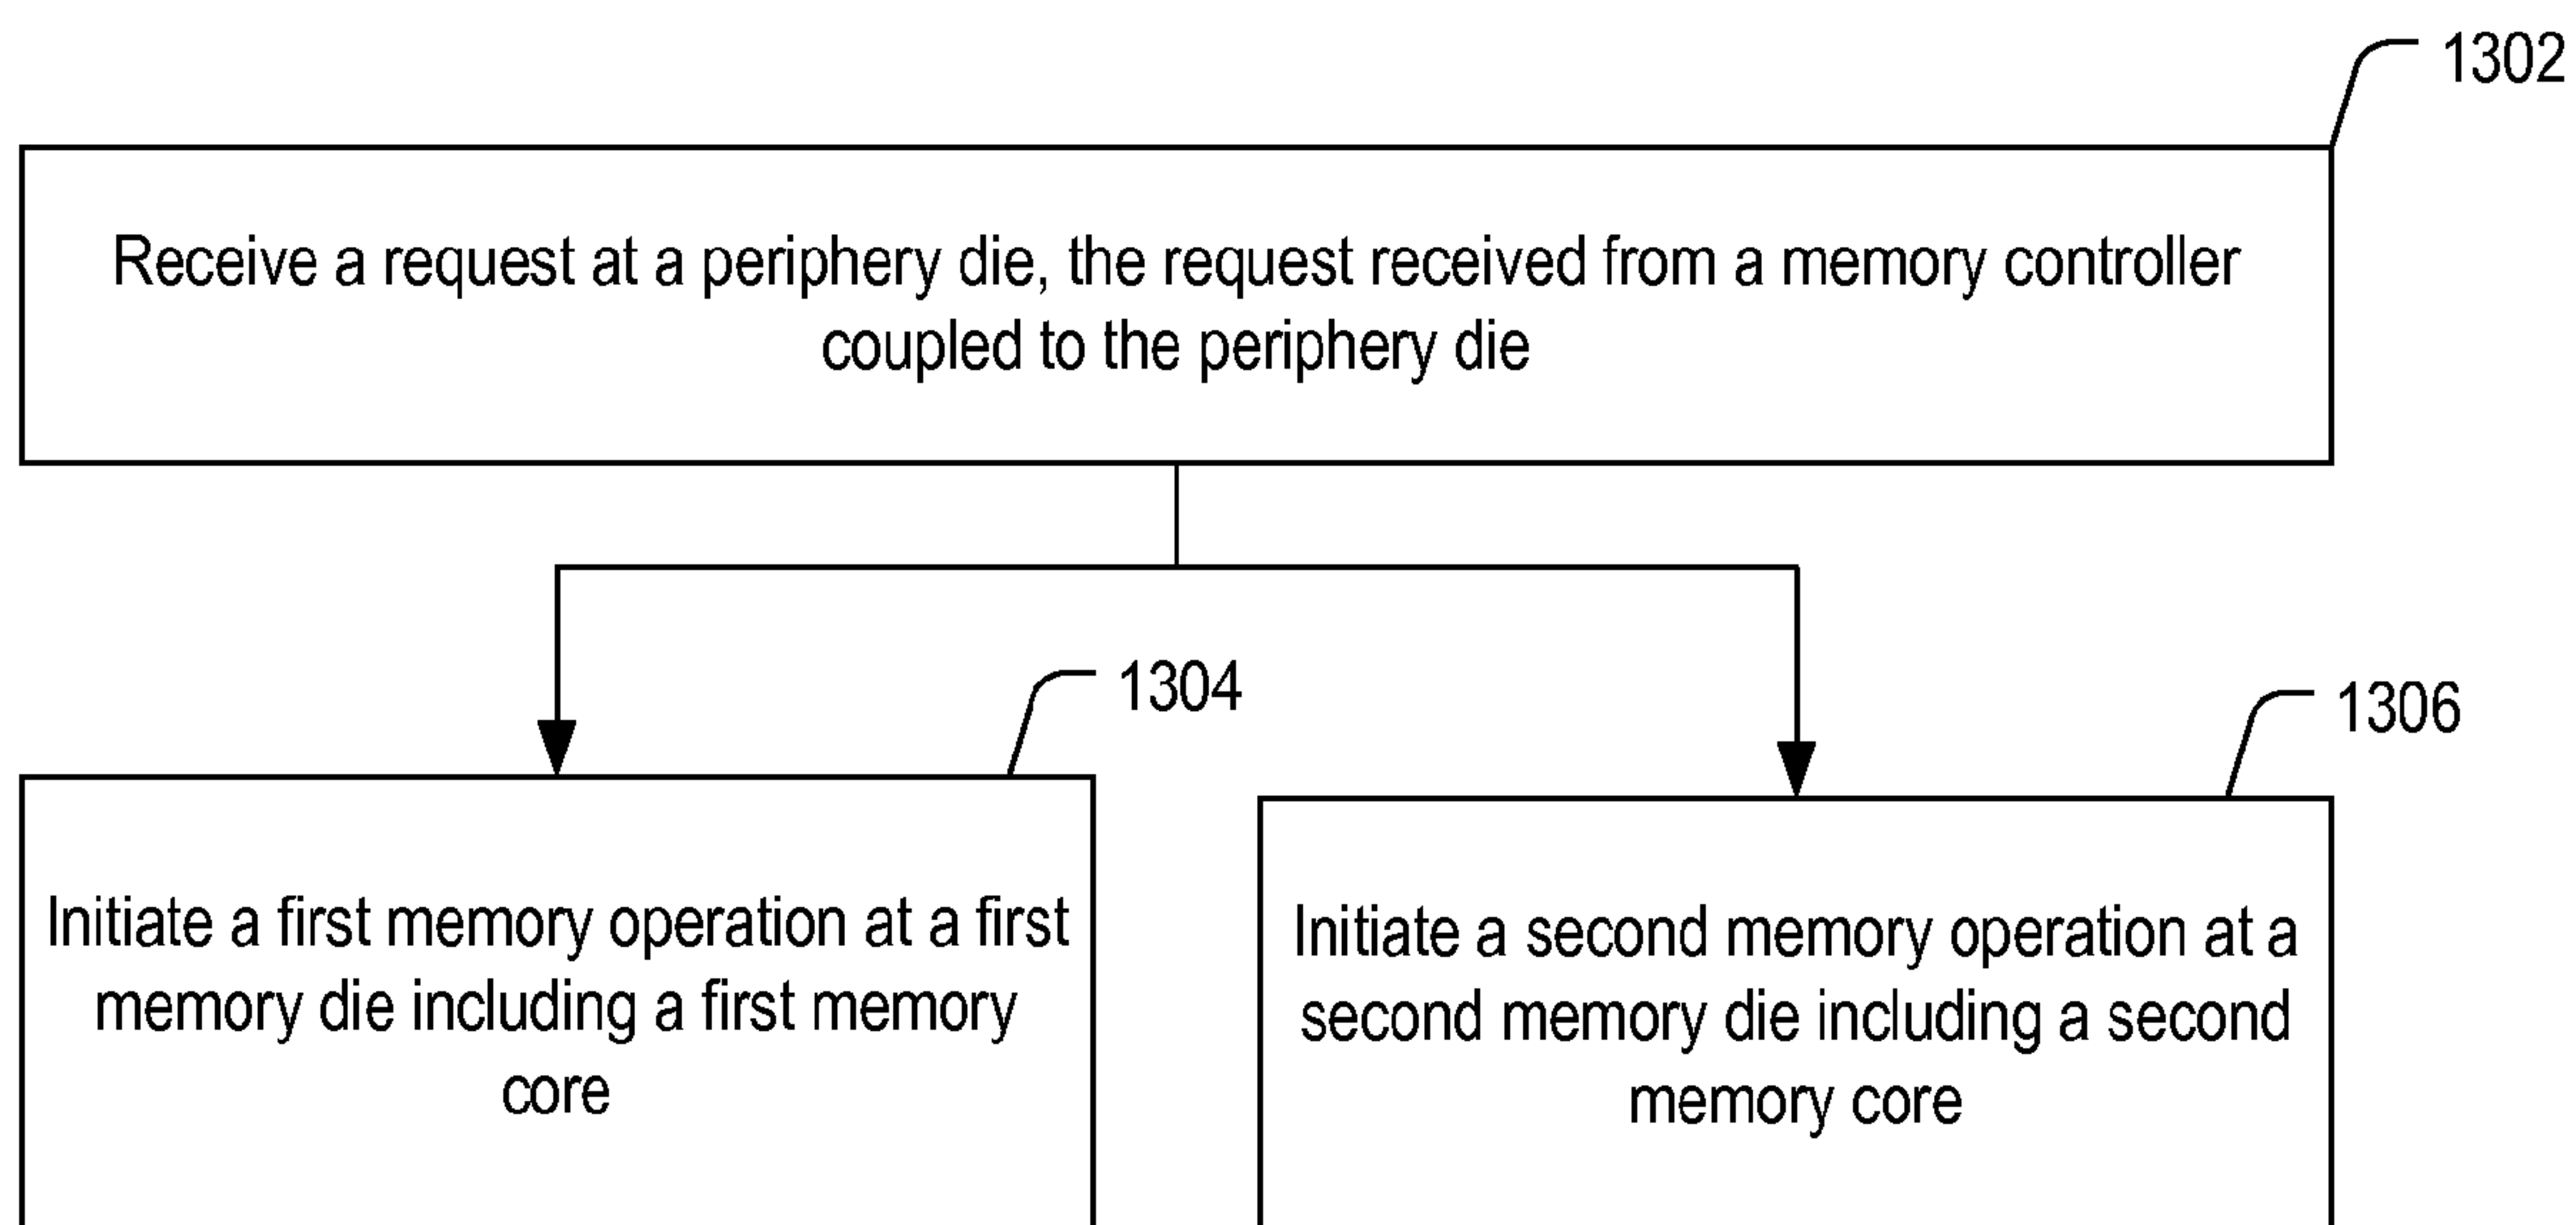 1302
Receive a request at a periphery die, the request received from a memory controller
coupled to the periphery die
1304
1306
Initiate a first memory operation at a first
memory die including a first memory
core
Initiate a second memory operation at a
second memory die including a second
memory core